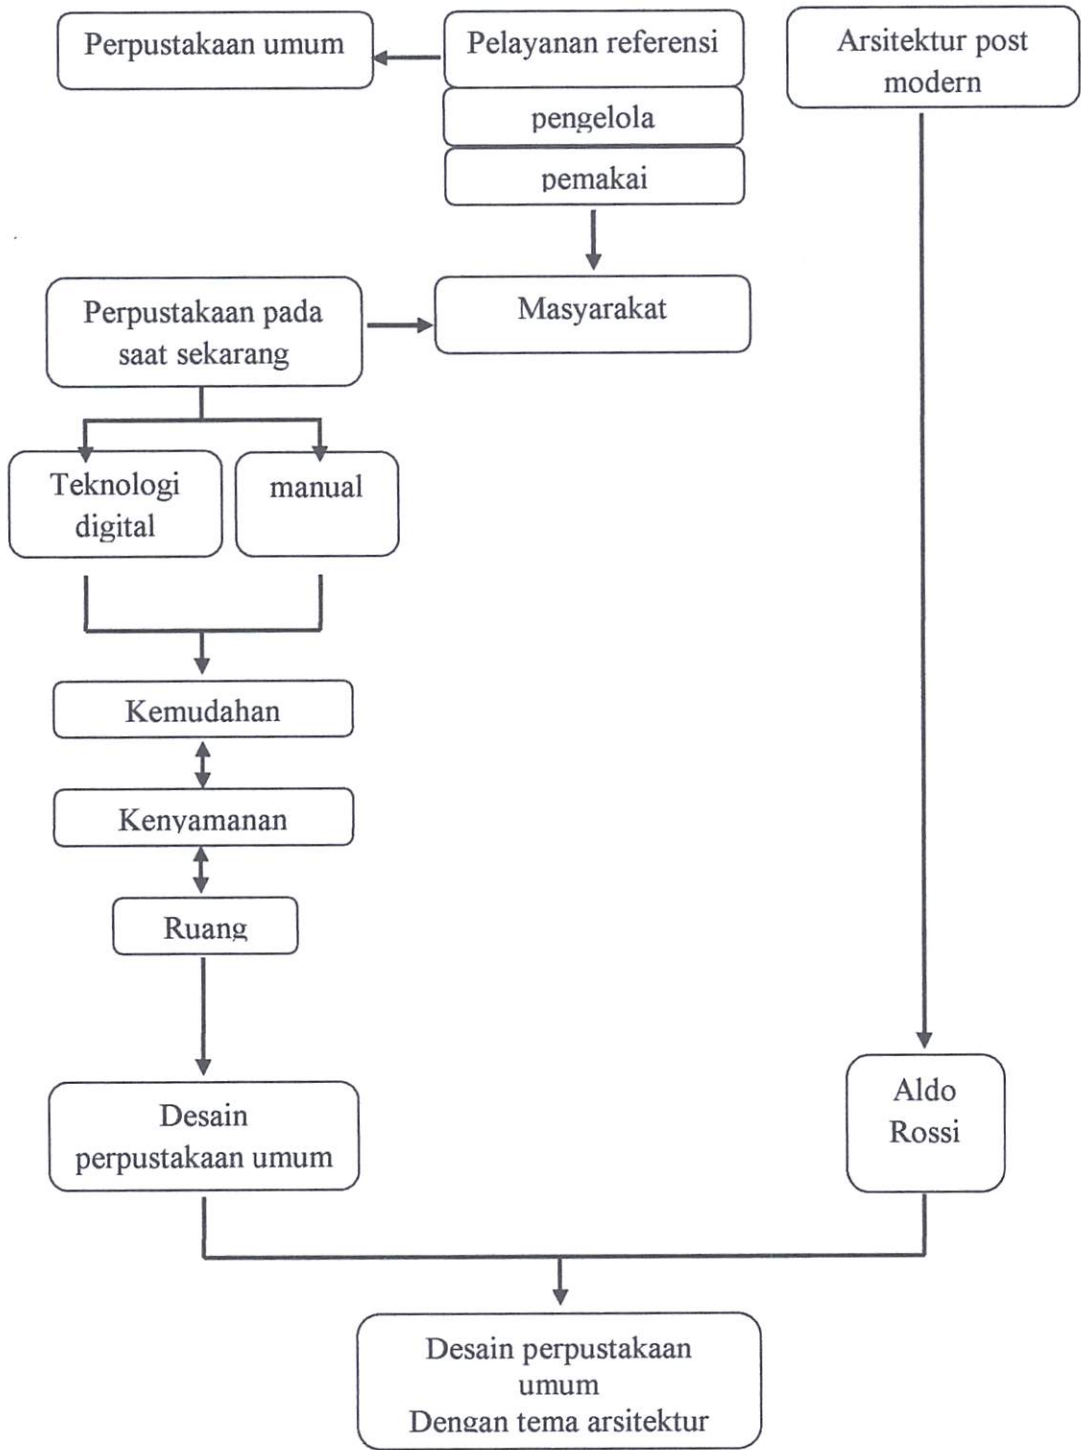 Perpustakaan umum
Pelayanan referensi
pengelola
pemakai
Arsitektur post
modern
Perpustakaan pada
saat sekarang
Masyarakat
Teknologi
digital
manual
Kemudahan
Kenyamanan
Ruang
Desain
perpustakaan umum
Aldo
Rossi
Desain perpustakaan
umum
Dengan tema arsitektur